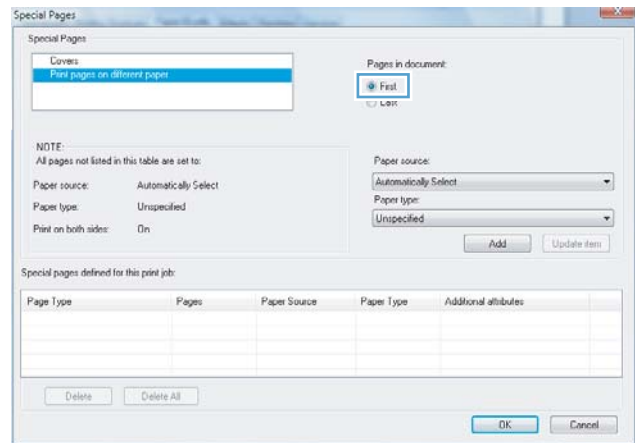 Special Pages
Special Pages
Covers
Print pages on different paper
Pages in document:
First
Last
NOTE:
All pages not listed in this table are set to:
Paper source: Automatically Select
Paper type: Unspecified
Print on both sides: On
Paper source:
Automatically Select
Paper type:
Unspecified
Add Update item
Special pages defined for this print job:
Page Type Pages Paper Source Paper Type Additional attributes
Delete Delete All
OK Cancel